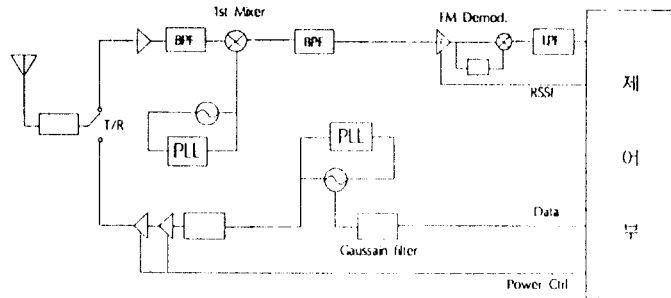 1st Mixer
FM Demod.
BPF
BPF
LPF
T/R
RSSI
PLL
PLL
제
어
부
Data
Gaussain filter
Power Ctrl